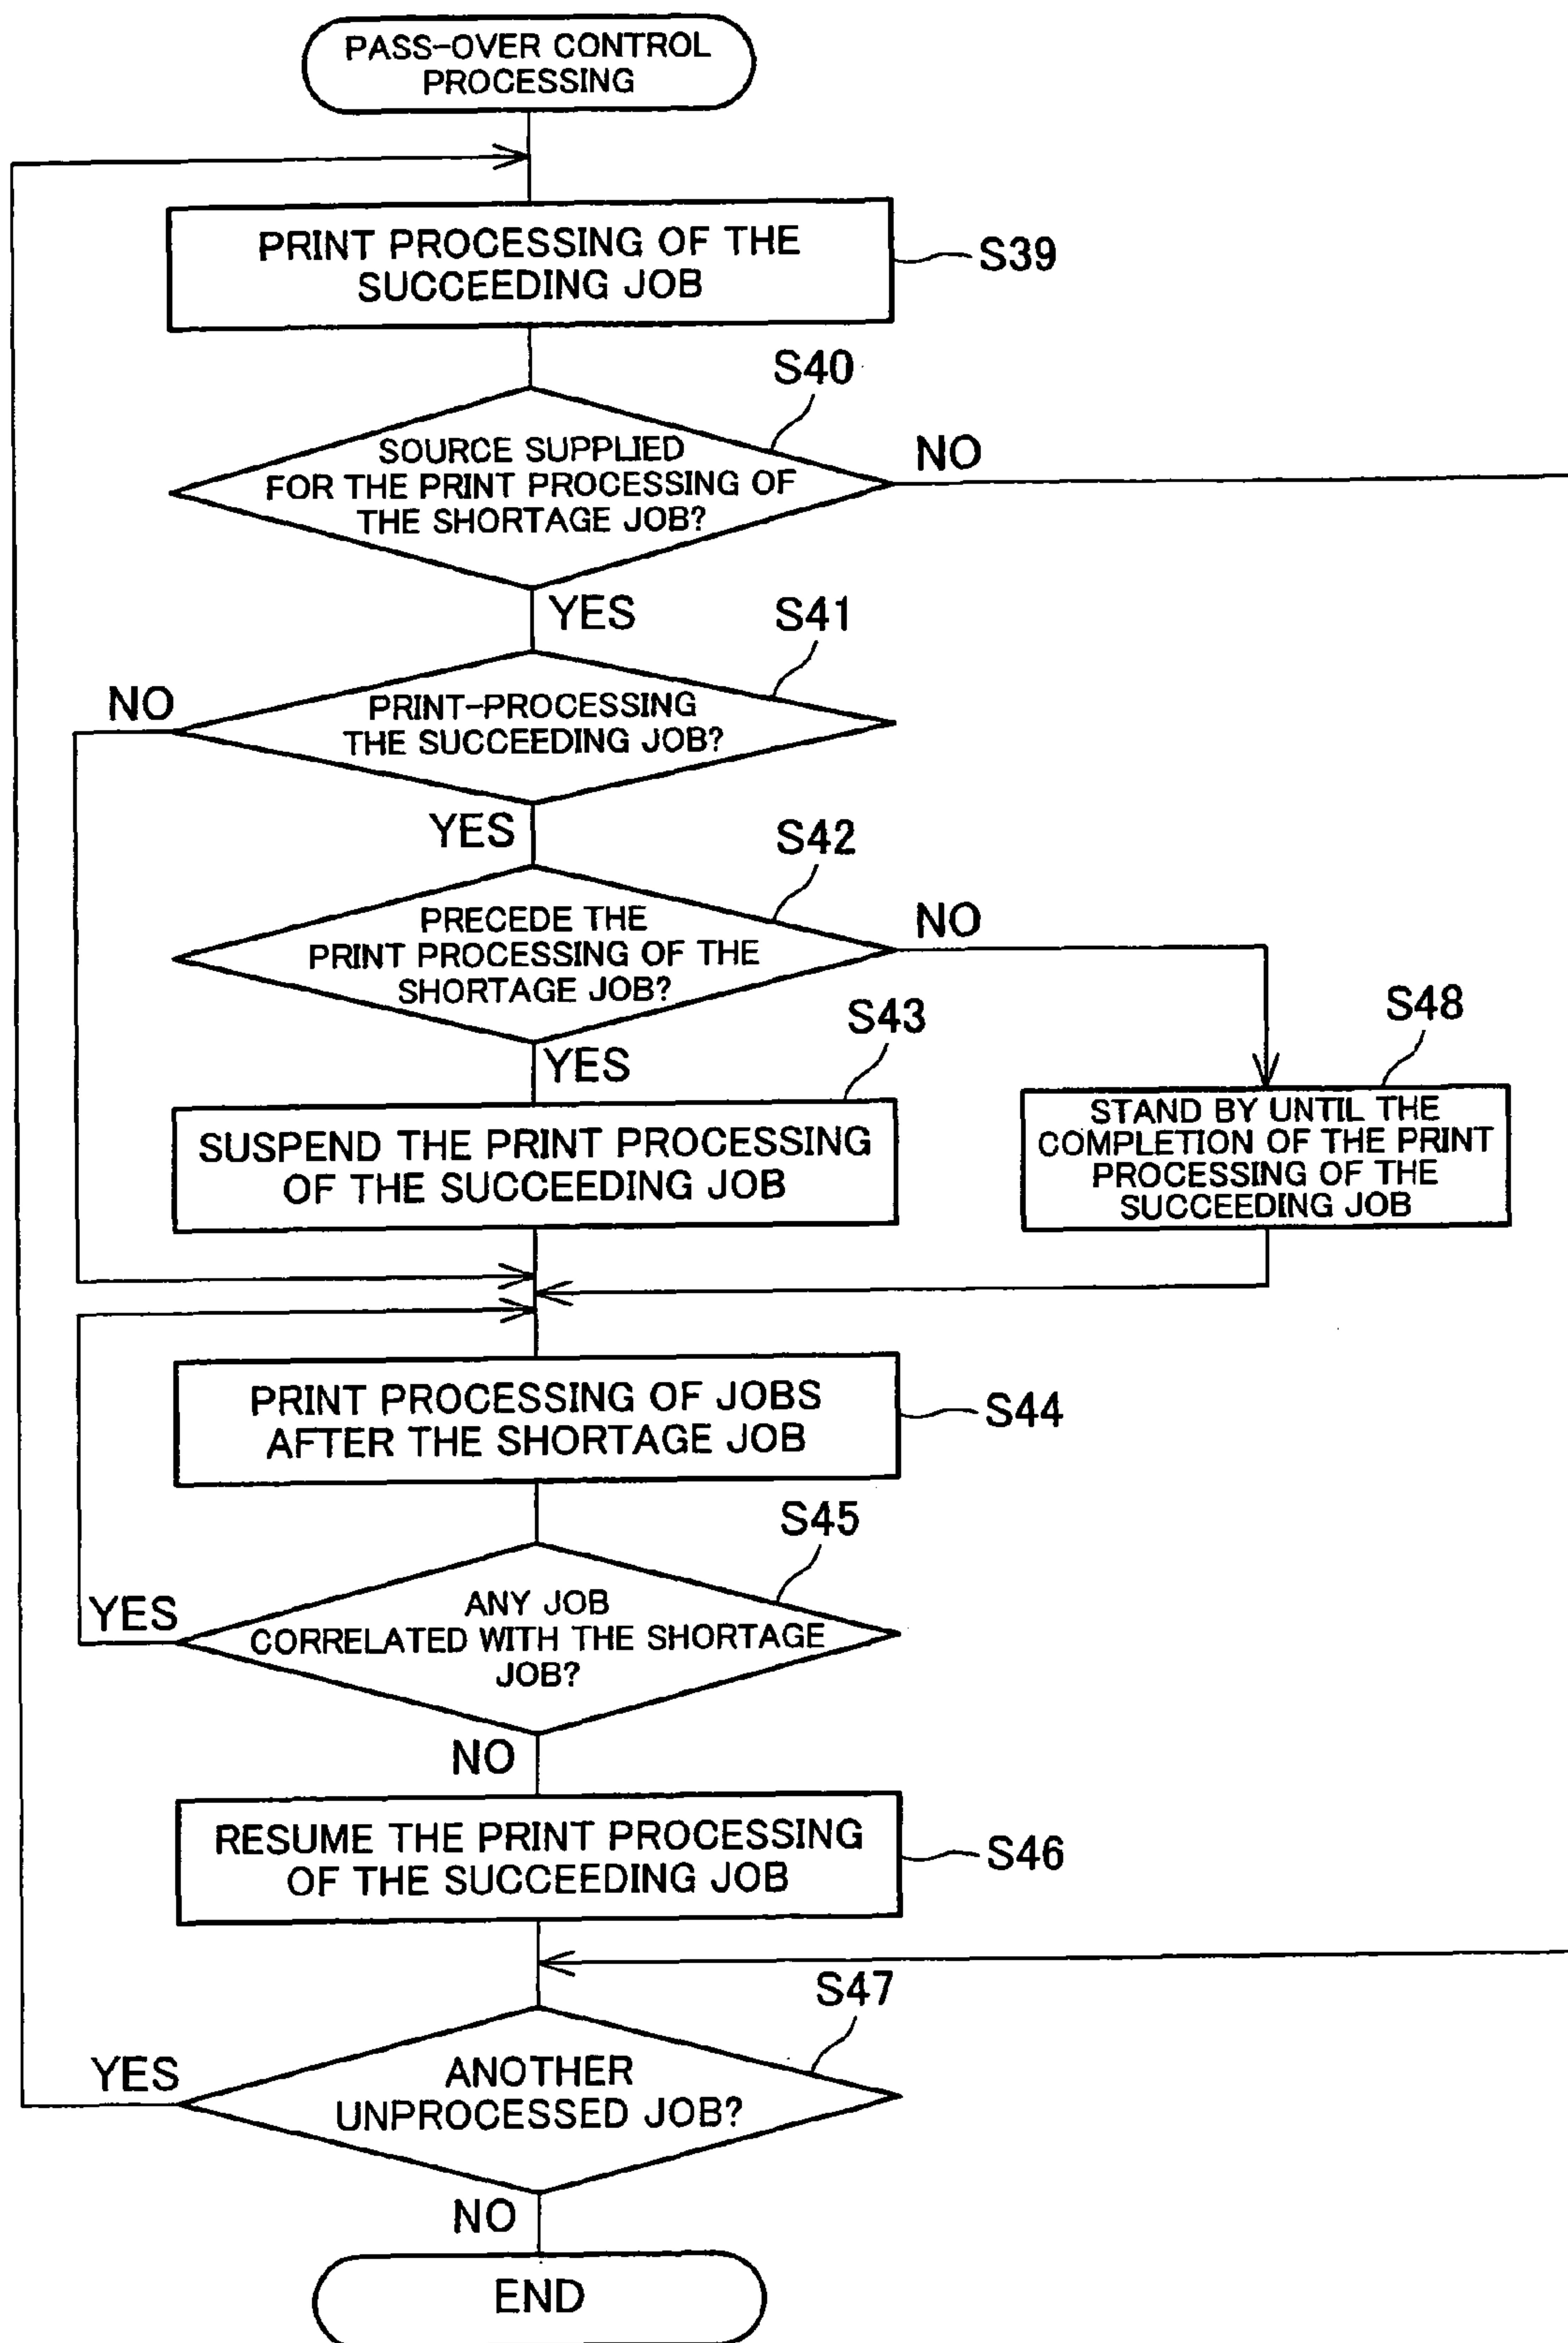 PASS-OVER CONTROL
PROCESSING
PRINT PROCESSING OF THE
SUCCEEDING JOB
S39
S40
SOURCE SUPPLIED
FOR THE PRINT PROCESSING OF
THE SHORTAGE JOB?
NO
YES
S41
PRINT-PROCESSING
THE SUCCEEDING JOB?
NO
YES
S42
PRECEDE THE
PRINT PROCESSING OF THE
SHORTAGE JOB?
NO
YES
S43
SUSPEND THE PRINT PROCESSING
OF THE SUCCEEDING JOB
S48
STAND BY UNTIL THE
COMPLETION OF THE PRINT
PROCESSING OF THE
SUCCEEDING JOB
PRINT PROCESSING OF JOBS
AFTER THE SHORTAGE JOB
S44
S45
ANY JOB
CORRELATED WITH THE SHORTAGE
JOB?
YES
NO
RESUME THE PRINT PROCESSING
OF THE SUCCEEDING JOB
S46
S47
ANOTHER
UNPROCESSED JOB?
YES
NO
END